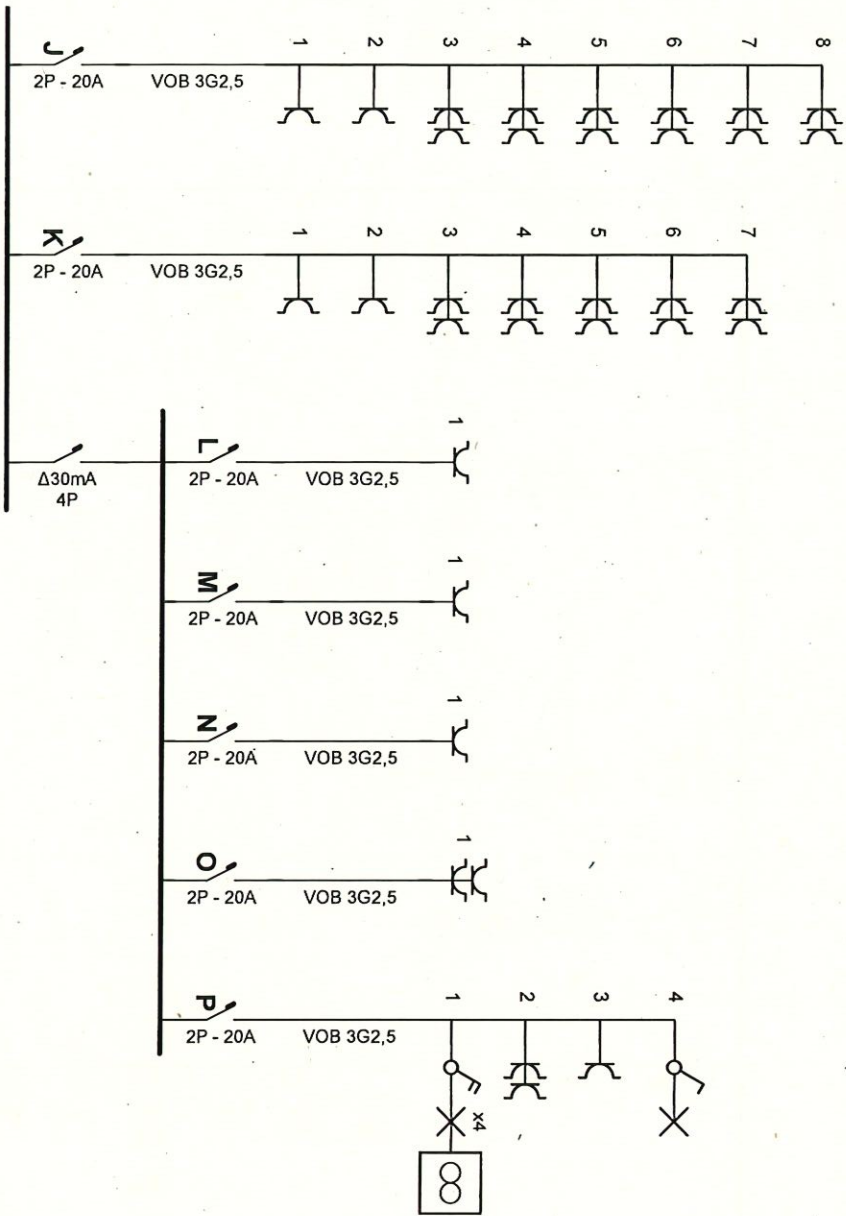 J
1 2 3 4 5 6 7 8
2P - 20A VOB 3G2,5
K
1 2 3 4 5 6 7
2P - 20A VOB 3G2,5
Δ30mA
4P
L
1
2P - 20A VOB 3G2,5
M
1
2P - 20A VOB 3G2,5
N
1
2P - 20A VOB 3G2,5
O
1
2P - 20A VOB 3G2,5
P
1 2 3 4
2P - 20A VOB 3G2,5
x4